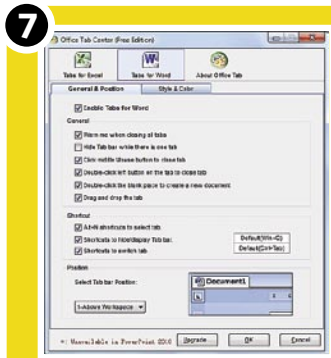 7
Office Tab Center (Free Edition)
Tabs for Excel Tabs for Word About Office Tab
General & Position Style & Color
Enable Tabs for Word
General
Warn me when closing all tabs
Hide Tab bar while there is one tab
Click middle Mouse button to close tab
Double-click left button on the tab to close tab
Double-click the blank place to create a new document
Drag and drop the tab
Shortcut
Alt+N shortcuts to select tab
Shortcuts to hide/display Tab bar: Default(Win+Q)
Shortcuts to switch tab Default(Ctrl+Tab)
Position
Select Tab bar Position: Document1
1-Above Workspace
*: Unavailable in PowerPoint 2010 Upgrade OK Cancel